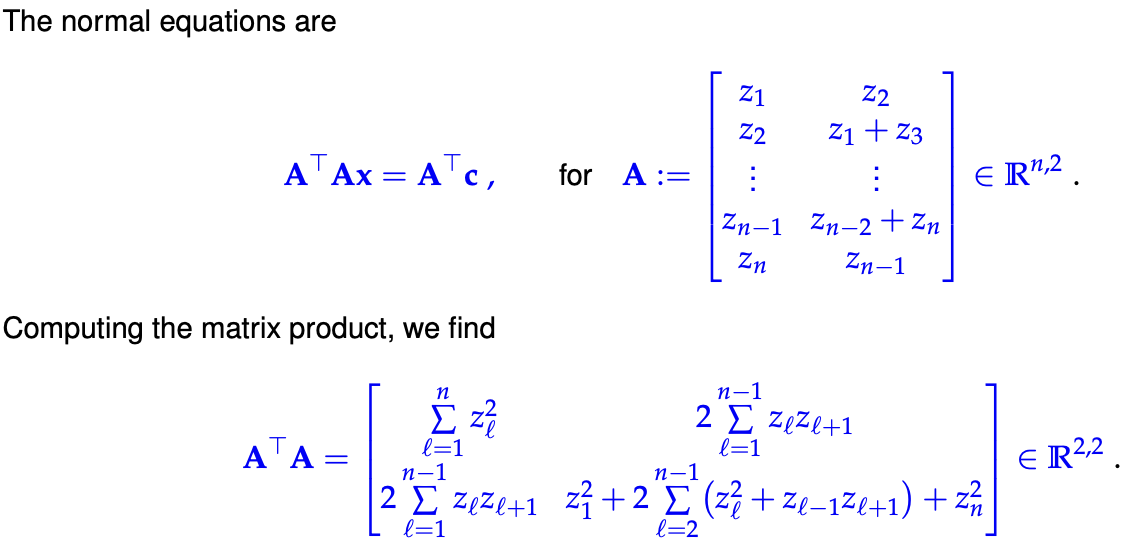 The normal equations are
$\mathbf{A}^\top \mathbf{A}\mathbf{x} = \mathbf{A}^\top \mathbf{c}\,, \quad \text{for} \quad \mathbf{A} := \begin{bmatrix} z_1 & z_2 \\ z_2 & z_1 + z_3 \\ \vdots & \vdots \\ z_{n-1} & z_{n-2} + z_n \\ z_n & z_{n-1} \end{bmatrix} \in \mathbb{R}^{n,2}\,.$
Computing the matrix product, we find
$\mathbf{A}^\top \mathbf{A} = \begin{bmatrix} \sum_{\ell=1}^{n} z_\ell^2 & 2\sum_{\ell=1}^{n-1} z_\ell z_{\ell+1} \\ 2\sum_{\ell=1}^{n-1} z_\ell z_{\ell+1} & z_1^2 + 2\sum_{\ell=2}^{n-1} (z_\ell^2 + z_{\ell-1} z_{\ell+1}) + z_n^2 \end{bmatrix} \in \mathbb{R}^{2,2}\,.$